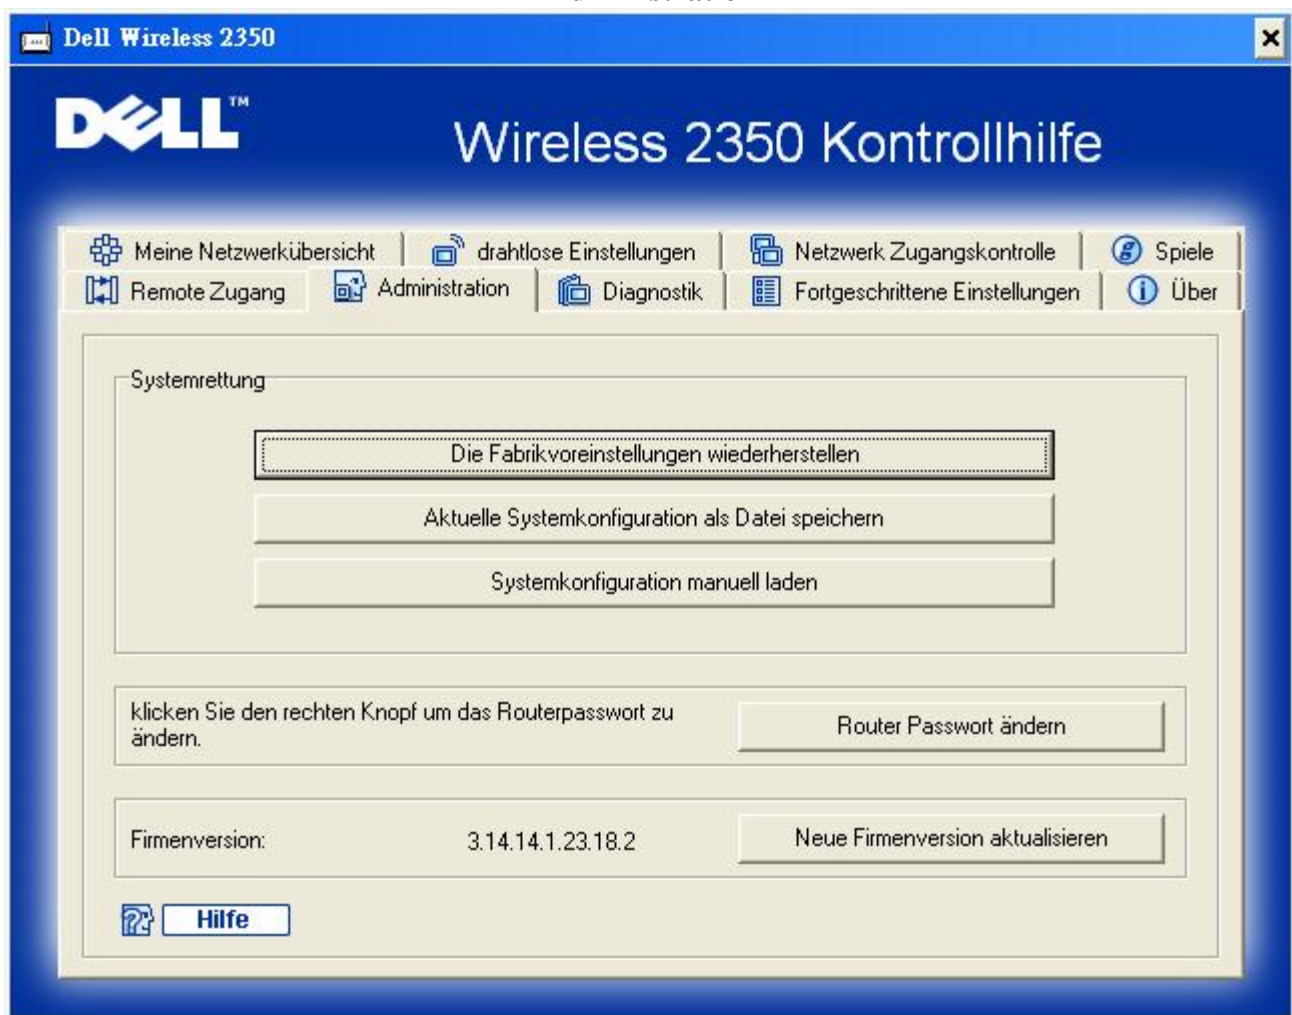 Dell Wireless 2350
DELL™
Wireless 2350 Kontrollhilfe
Meine Netzwerkübersicht
drahtlose Einstellungen
Netzwerk Zugangskontrolle
Spiele
Remote Zugang
Administration
Diagnostik
Fortgeschrittene Einstellungen
Über
Systemrettung
Die Fabrikvoreinstellungen wiederherstellen
Aktuelle Systemkonfiguration als Datei speichern
Systemkonfiguration manuell laden
klicken Sie den rechten Knopf um das Routerpasswort zu
ändern.
Router Passwort ändern
Firmenversion:
3.14.14.1.23.18.2
Neue Firmenversion aktualisieren
Hilfe